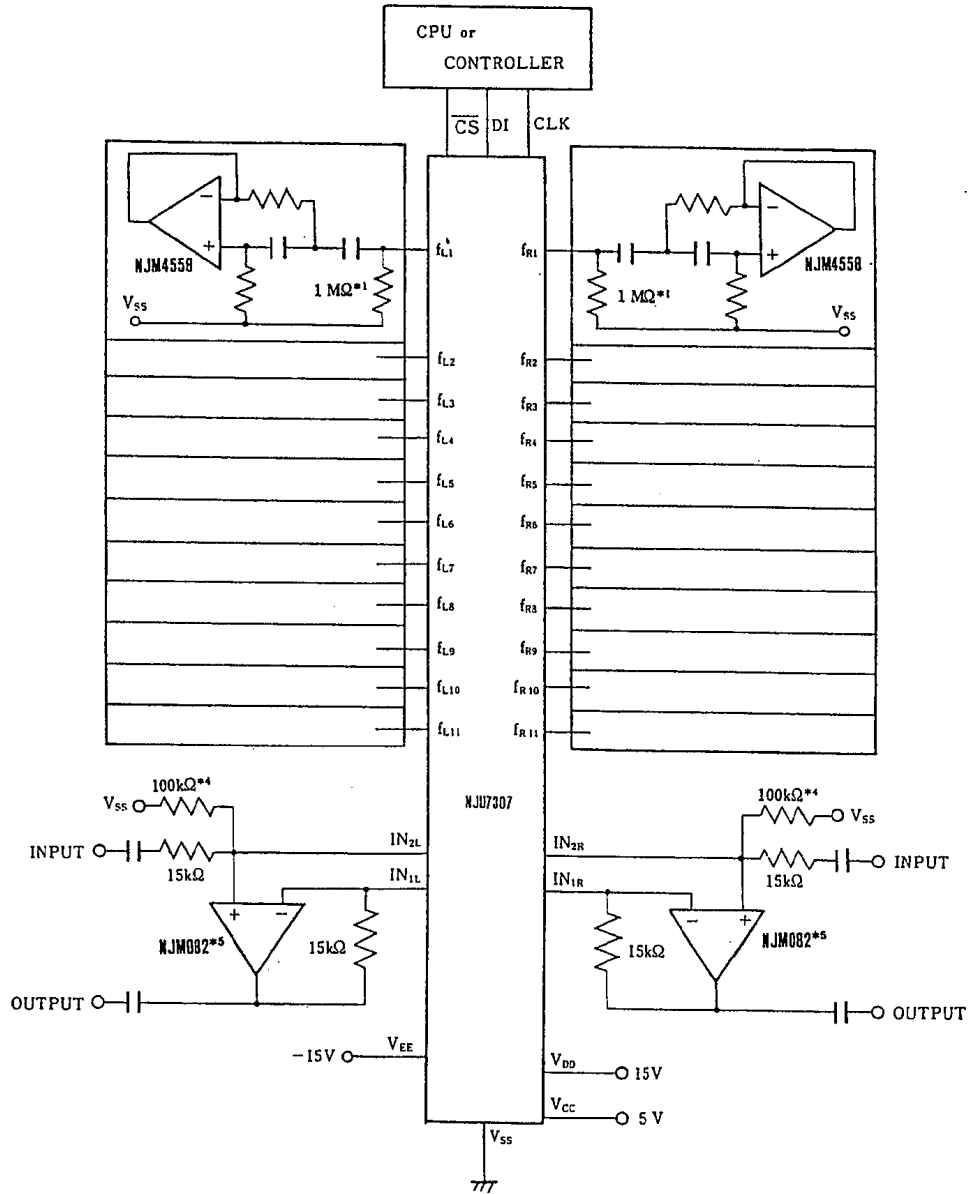 CPU or
CONTROLLER
CS DI CLK
NJM4558
NJM4558
1 MΩ*1
1 MΩ*1
VSS
VSS
fL1
fR1
fL2
fR2
fL3
fR3
fL4
fR4
fL5
fR5
fL6
fR6
fL7
fR7
fL8
fR8
fL9
fR9
fL10
fR10
fL11
fR11
NJU7307
VSS
100kΩ*4
100kΩ*4
VSS
INPUT
15kΩ
IN2L
IN2R
15kΩ
INPUT
IN1L
IN1R
+ −
− +
NJM082*5
15kΩ
15kΩ
NJM082*5
OUTPUT
OUTPUT
−15V
VEE
VDD
15V
VCC
5 V
VSS